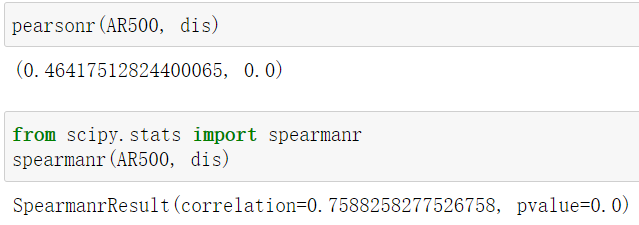 pearsonr(AR500, dis)
(0.46417512824400065, 0.0)
from scipy.stats import spearmanr
spearmanr(AR500, dis)
SpearmanrResult(correlation=0.7588258277526758, pvalue=0.0)